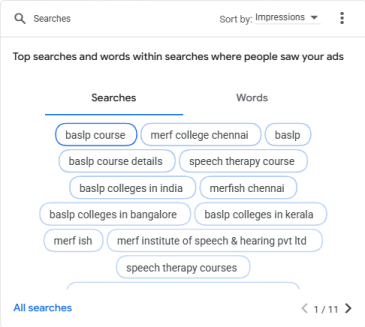 Searches Sort by: Impressions
Top searches and words within searches where people saw your ads
Searches Words
baslp course merf college chennai baslp
baslp course details speech therapy course
baslp colleges in india merfish chennai
baslp colleges in bangalore baslp colleges in kerala
merf ish merf institute of speech & hearing pvt ltd
speech therapy courses
All searches 1 / 11